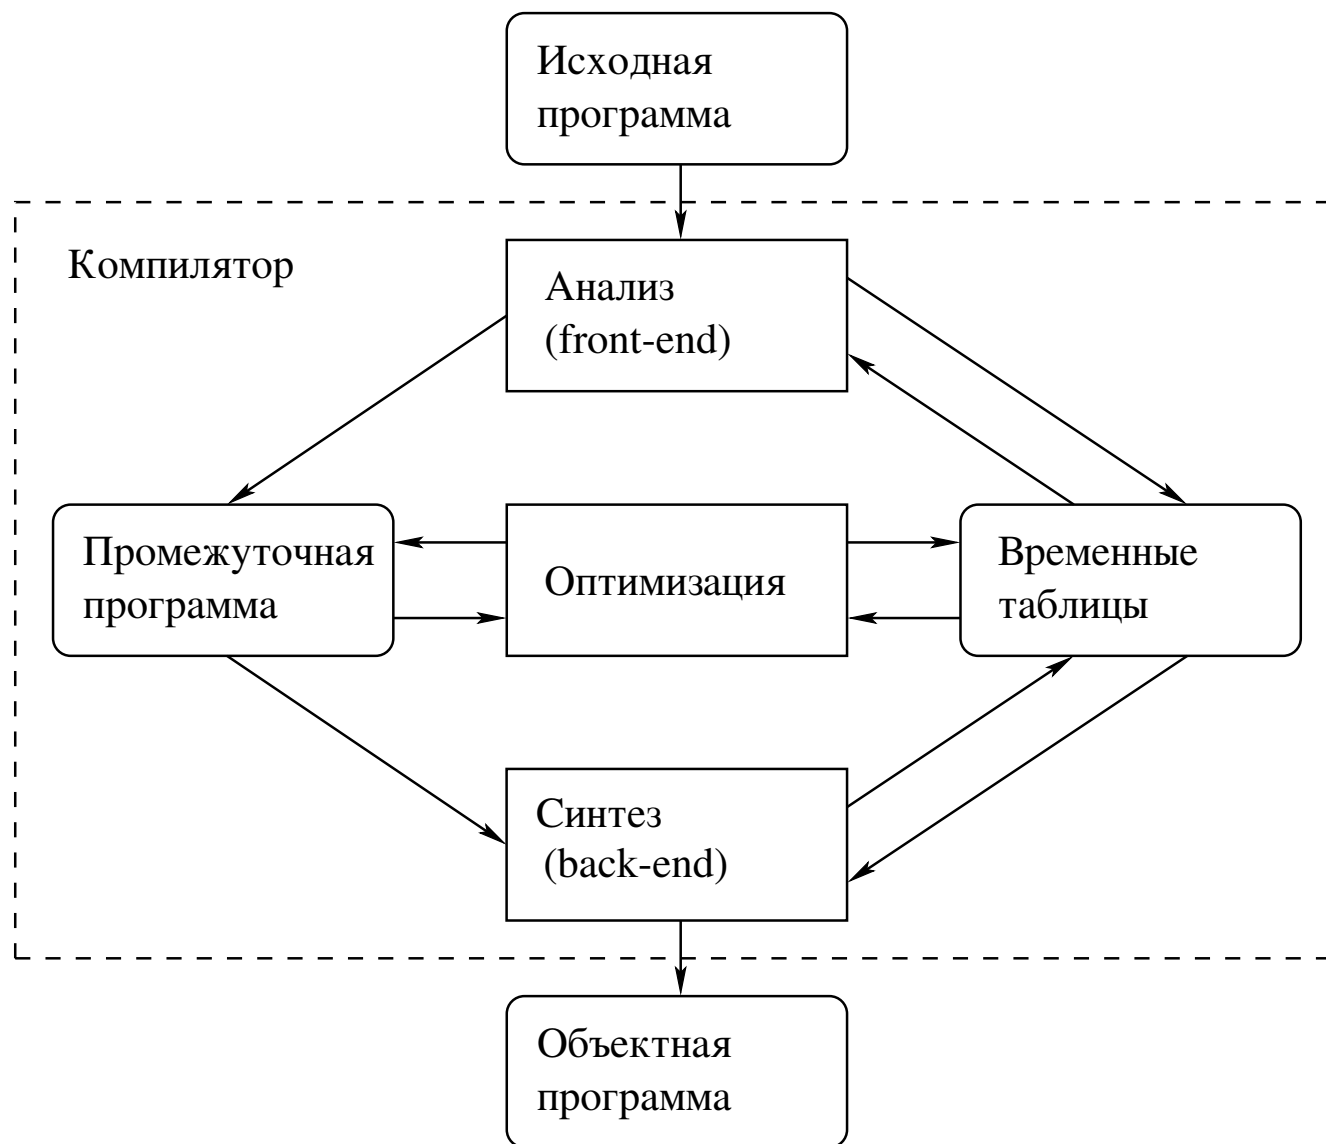 Исходная
программа
Компилятор
Анализ
(front-end)
Промежуточная
программа
Оптимизация
Временные
таблицы
Синтез
(back-end)
Объектная
программа